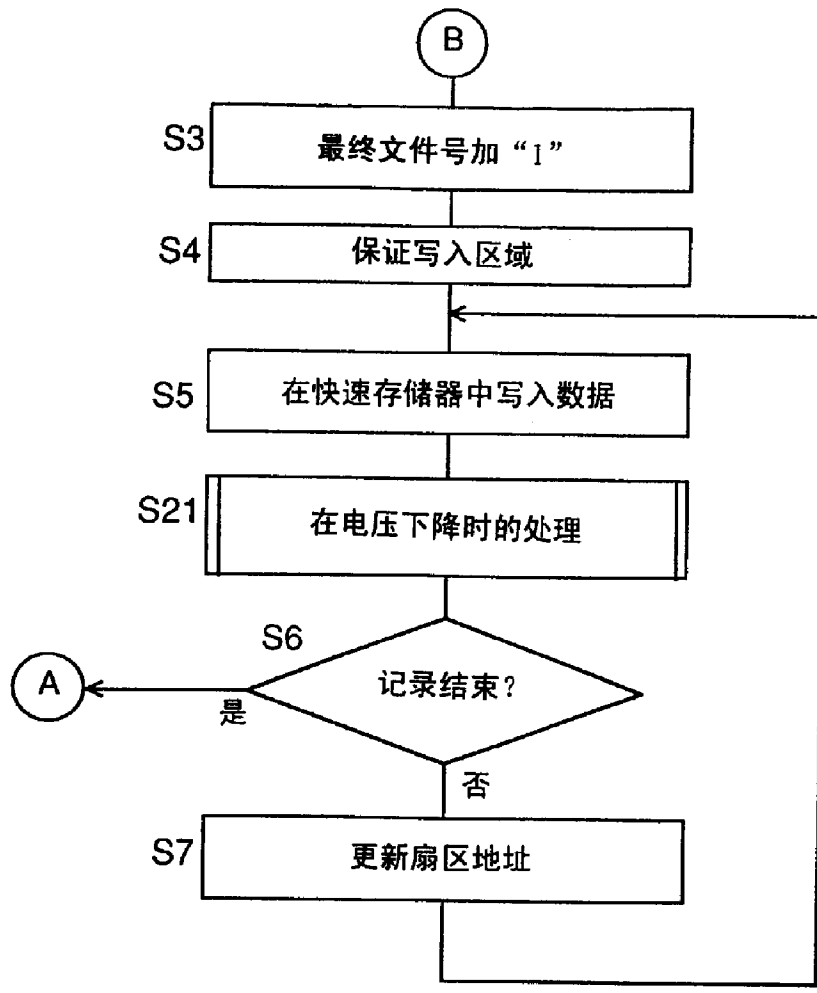 B
S3
最终文件号加“1”
S4
保证写入区域
S5
在快速存储器中写入数据
S21
在电压下降时的处理
S6
记录结束？
A
是
否
S7
更新扇区地址